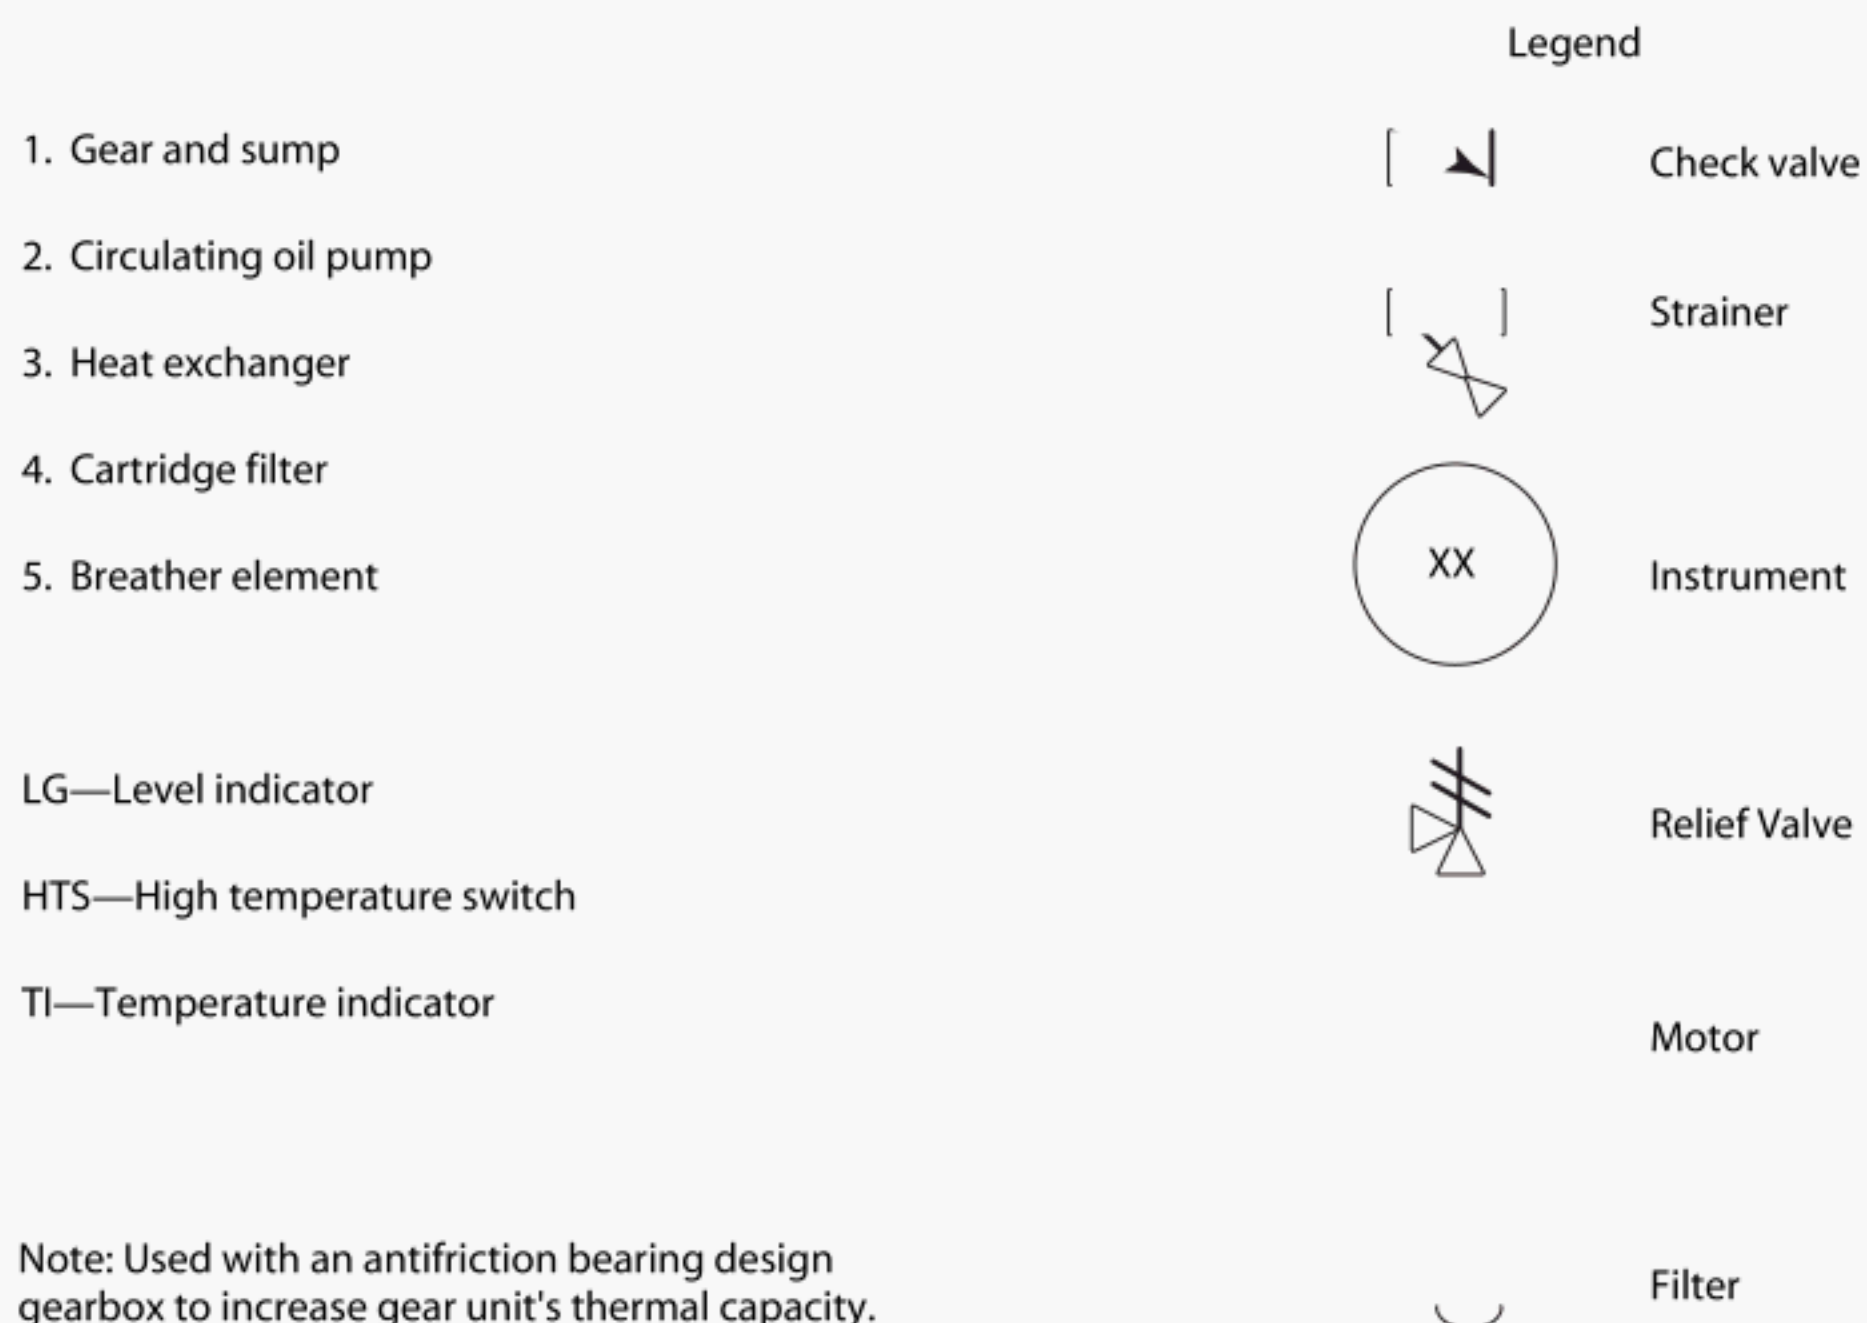 Legend
1. Gear and sump
Check valve
2. Circulating oil pump
Strainer
3. Heat exchanger
4. Cartridge filter
XX
5. Breather element
Instrument
LG—Level indicator
Relief Valve
HTS—High temperature switch
TI—Temperature indicator
Motor
Note: Used with an antifriction bearing design
gearbox to increase gear unit's thermal capacity.
Filter